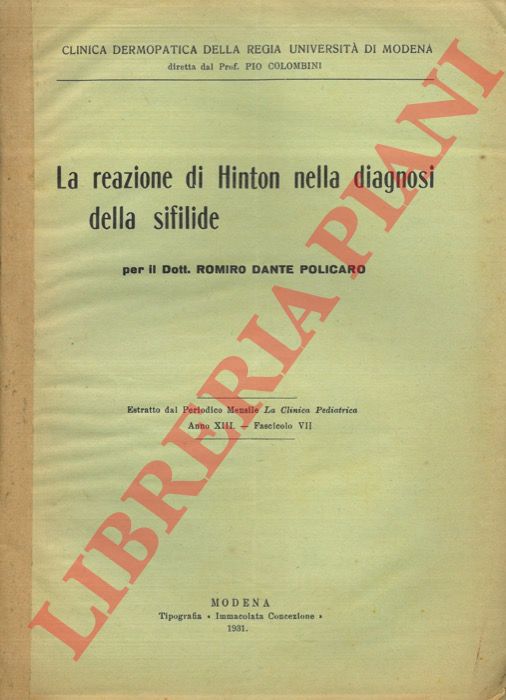 CLINICA DERMOPATICA DELLA REGIA UNIVERSITÀ DI MODENA
diretta dal Prof. PIO COLOMBINI
La reazione di Hinton nella diagnosi
della sifilide
per il Dott. ROMIRO DANTE POLICARO
Estratto dal Periodico Mensile La Clinica Pediatrica
Anno XIII. — Fascicolo VII
MODENA
Tipografia « Immacolata Concezione »
1931.
LIBRERIA PIANI